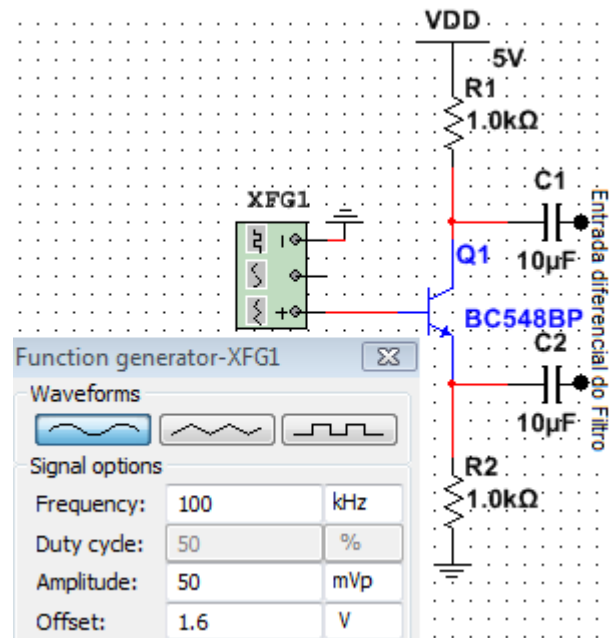 VDD
5V
R1
1.0kΩ
XFG1
C1
10µF
Q1
BC548BP
C2
10µF
R2
1.0kΩ
Entrada diferencial do Filtro
Function generator-XFG1
Waveforms
Signal options
Frequency: 100 kHz
Duty cycle: 50 %
Amplitude: 50 mVp
Offset: 1.6 V